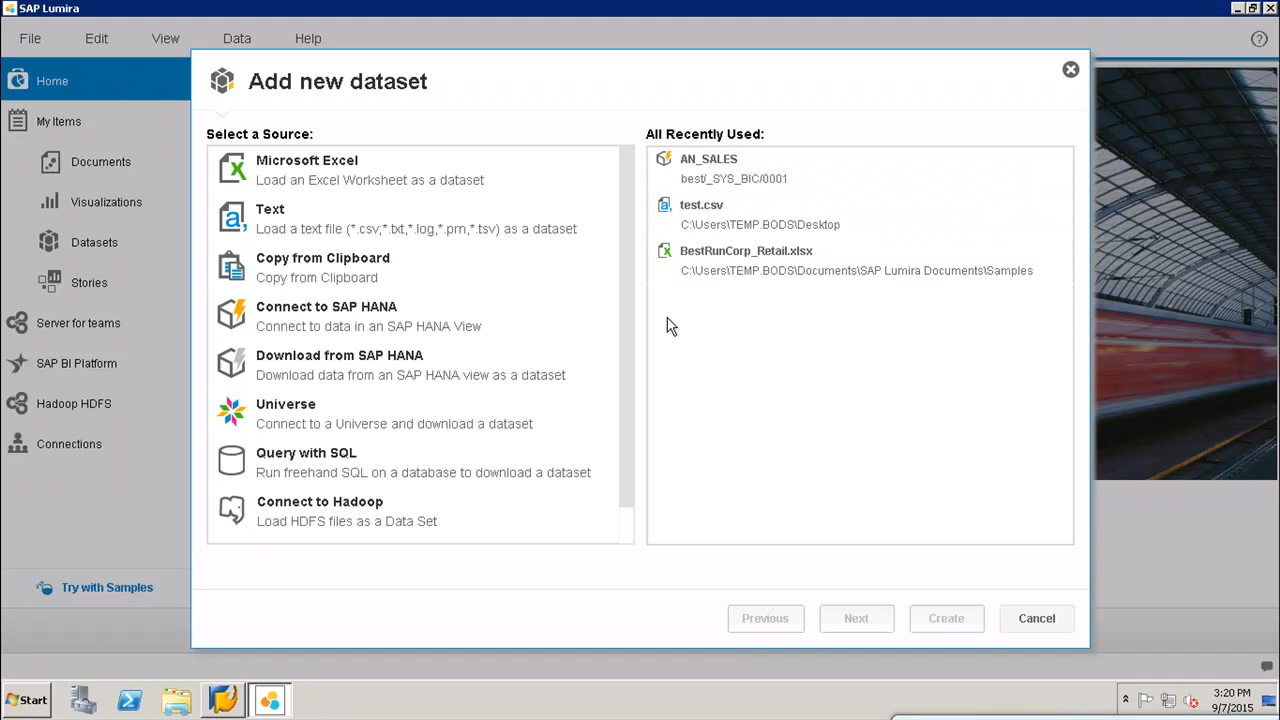 SAP Lumira
File Edit View Data Help
Home
My Items
Documents
Visualizations
Datasets
Stories
Server for teams
SAP BI Platform
Hadoop HDFS
Connections
Try with Samples
Add new dataset
Select a Source:
Microsoft Excel
Load an Excel Worksheet as a dataset
Text
Load a text file (*.csv;*.txt,*.log,*.prn,*.tsv) as a dataset
Copy from Clipboard
Copy from Clipboard
Connect to SAP HANA
Connect to data in an SAP HANA View
Download from SAP HANA
Download data from an SAP HANA view as a dataset
Universe
Connect to a Universe and download a dataset
Query with SQL
Run freehand SQL on a database to download a dataset
Connect to Hadoop
Load HDFS files as a Data Set
All Recently Used:
AN_SALES
best/_SYS_BIC/0001
test.csv
C:\Users\TEMP.BODS\Desktop
BestRunCorp_Retail.xlsx
C:\Users\TEMP.BODS\Documents\SAP Lumira Documents\Samples
Previous Next Create Cancel
Start
3:20 PM
9/7/2015